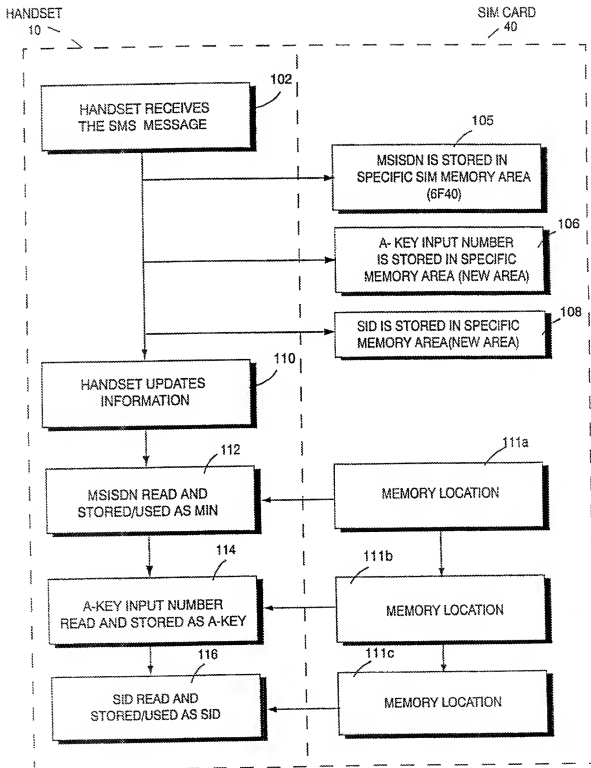 HANDSET
10
SIM CARD
40
102
HANDSET RECEIVES
THE SMS MESSAGE
105
MSISDN IS STORED IN
SPECIFIC SIM MEMORY AREA
(6F40)
106
A- KEY INPUT NUMBER
IS STORED IN SPECIFIC
MEMORY AREA (NEW AREA)
108
SID IS STORED IN SPECIFIC
MEMORY AREA(NEW AREA)
110
HANDSET UPDATES
INFORMATION
112
MSISDN READ AND
STORED/USED AS MIN
111a
MEMORY LOCATION
114
A-KEY INPUT NUMBER
READ AND STORED AS A-KEY
111b
MEMORY LOCATION
116
SID READ AND
STORED/USED AS SID
111c
MEMORY LOCATION